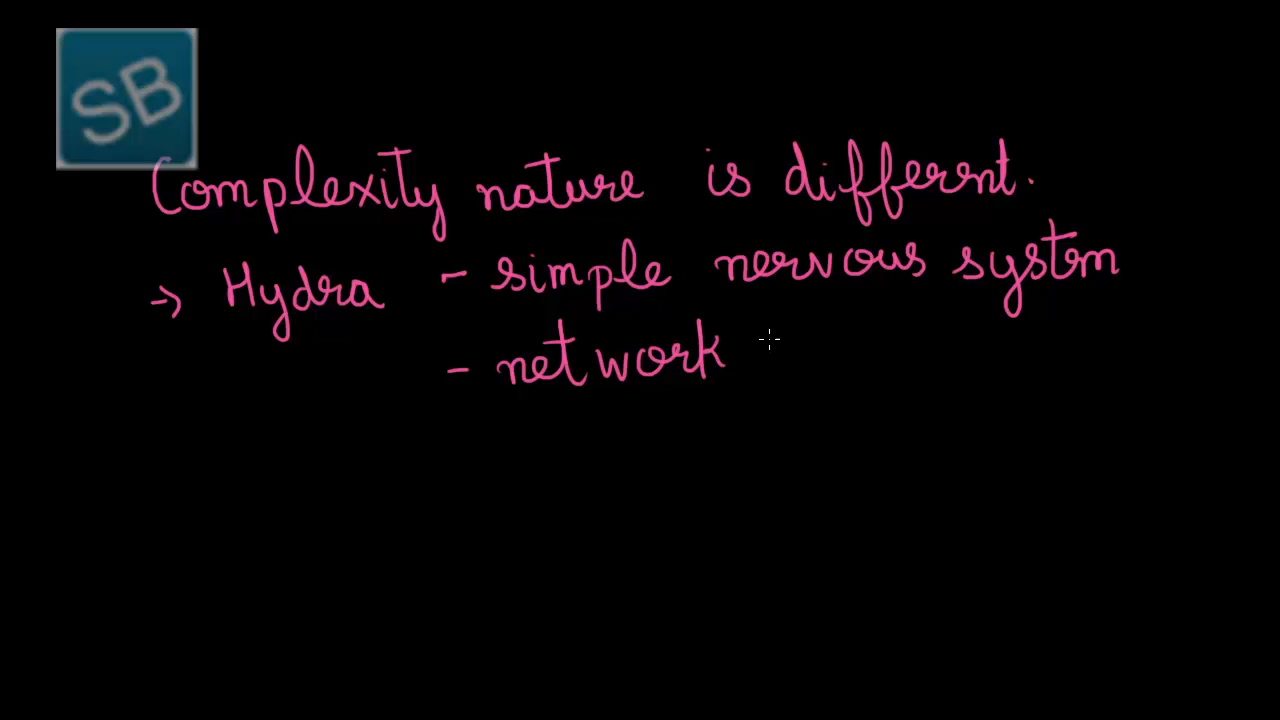 SB
Complexity nature is different.
→ Hydra - simple nervous system
- network